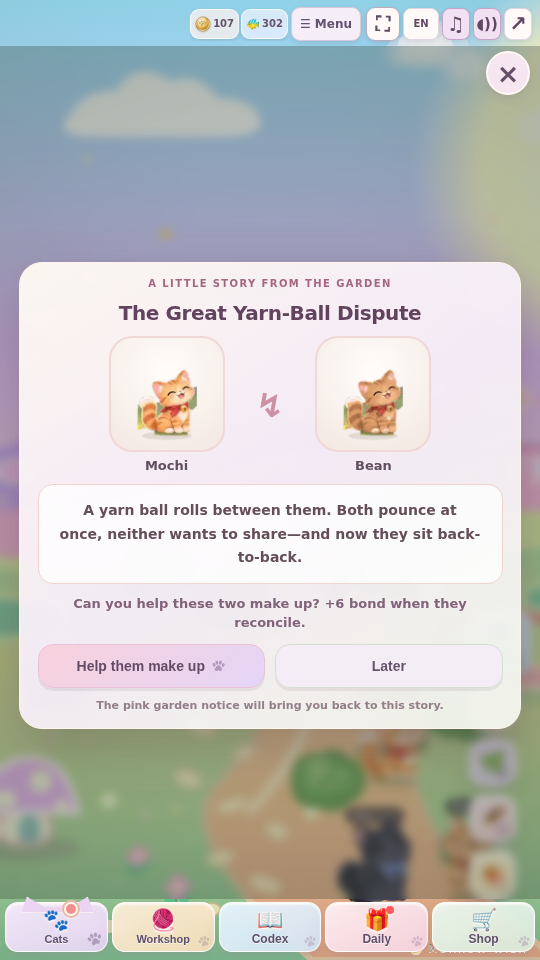 107
302
☰ Menu
EN
A LITTLE STORY FROM THE GARDEN
The Great Yarn-Ball Dispute
Mochi
Bean
A yarn ball rolls between them. Both pounce at
once, neither wants to share—and now they sit back-
to-back.
Can you help these two make up? +6 bond when they
reconcile.
Help them make up
Later
The pink garden notice will bring you back to this story.
Cats
Workshop
Codex
Daily
Shop